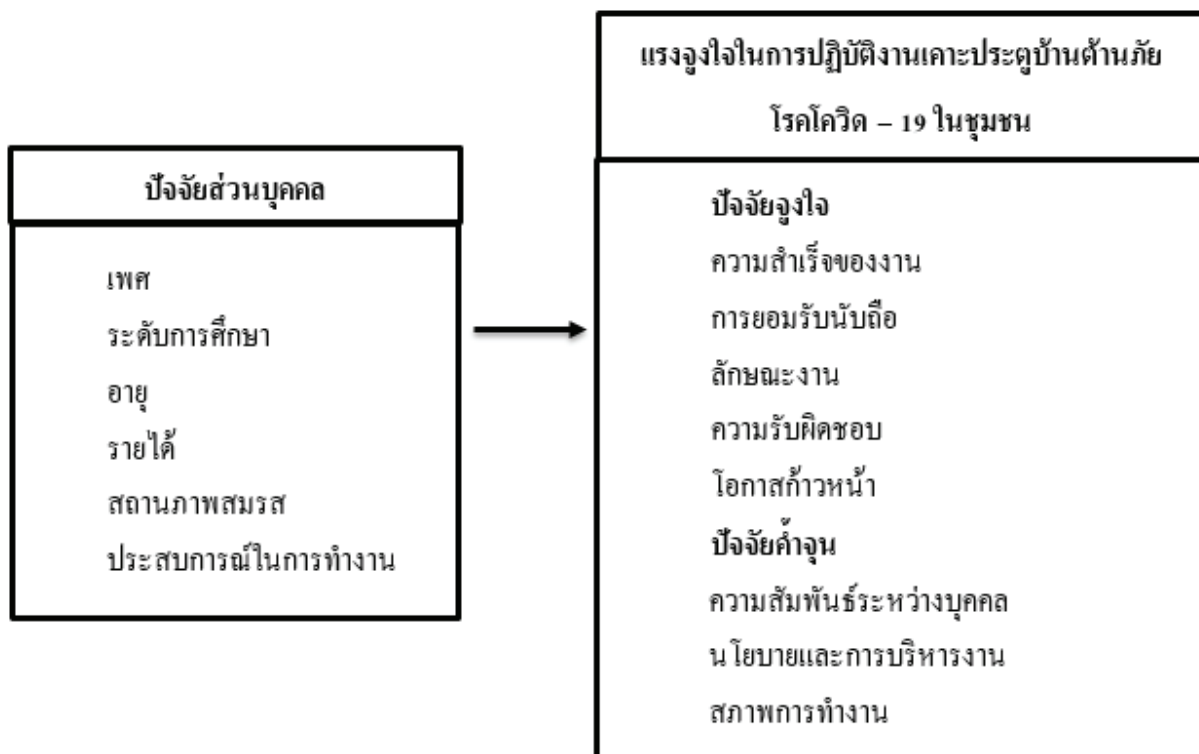 ปัจจัยส่วนบุคคล
เพศ
ระดับการศึกษา
อายุ
รายได้
สถานภาพสมรส
ประสบการณ์ในการทำงาน
แรงจูงใจในการปฏิบัติงานเคาะประตูบ้านต้านภัย
โรคโควิด – 19 ในชุมชน
ปัจจัยจูงใจ
ความสำเร็จของงาน
การยอมรับนับถือ
ลักษณะงาน
ความรับผิดชอบ
โอกาสก้าวหน้า
ปัจจัยค้ำจุน
ความสัมพันธ์ระหว่างบุคคล
นโยบายและการบริหารงาน
สภาพการทำงาน